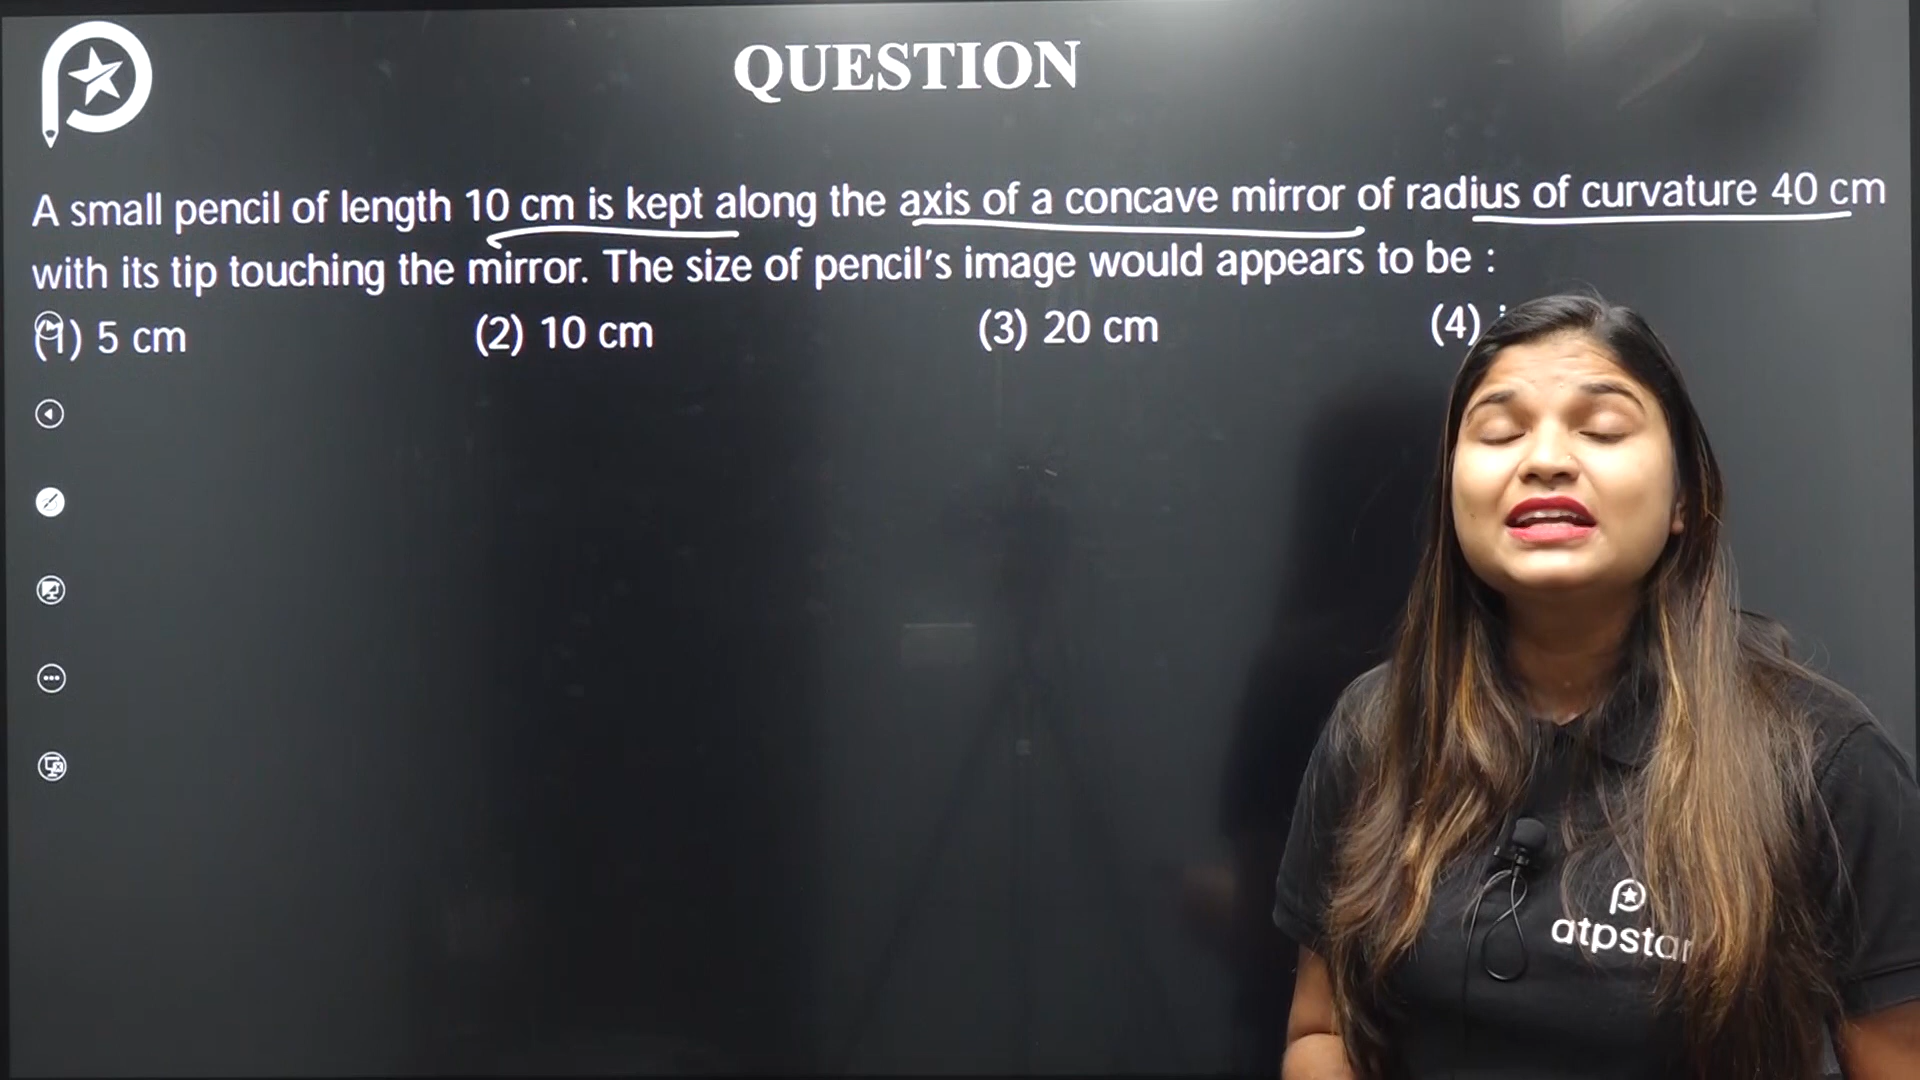 QUESTION
A small pencil of length 10 cm is kept along the axis of a concave mirror of radius of curvature 40 cm
with its tip touching the mirror. The size of pencil's image would appears to be :
(1) 5 cm (2) 10 cm (3) 20 cm (4)
atpstar